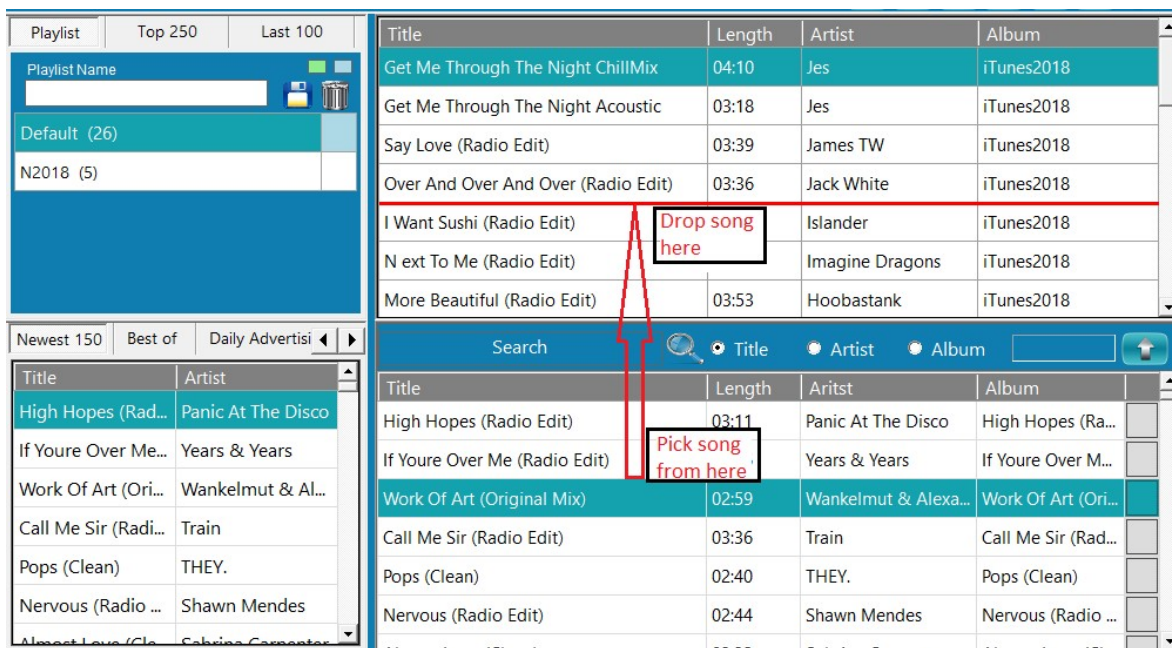 Playlist Top 250 Last 100
Playlist Name
Default (26)
N2018 (5)
Title Length Artist Album
Get Me Through The Night ChillMix 04:10 Jes iTunes2018
Get Me Through The Night Acoustic 03:18 Jes iTunes2018
Say Love (Radio Edit) 03:39 James TW iTunes2018
Over And Over And Over (Radio Edit) 03:36 Jack White iTunes2018
I Want Sushi (Radio Edit) Islander iTunes2018
N ext To Me (Radio Edit) Imagine Dragons iTunes2018
More Beautiful (Radio Edit) 03:53 Hoobastank iTunes2018
Drop song
here
Newest 150 Best of Daily Advertisi
Title Artist
High Hopes (Rad... Panic At The Disco
If Youre Over Me... Years & Years
Work Of Art (Ori... Wankelmut & Al...
Call Me Sir (Radi... Train
Pops (Clean) THEY.
Nervous (Radio ... Shawn Mendes
Almost Love (Cle... Sabrina Carpenter
Search Title Artist Album
Title Length Aritst Album
High Hopes (Radio Edit) 03:11 Panic At The Disco High Hopes (Ra...
If Youre Over Me (Radio Edit) Years & Years If Youre Over M...
Work Of Art (Original Mix) 02:59 Wankelmut & Alexa... Work Of Art (Ori...
Call Me Sir (Radio Edit) 03:36 Train Call Me Sir (Rad...
Pops (Clean) 02:40 THEY. Pops (Clean)
Nervous (Radio Edit) 02:44 Shawn Mendes Nervous (Radio ...
Pick song
from here